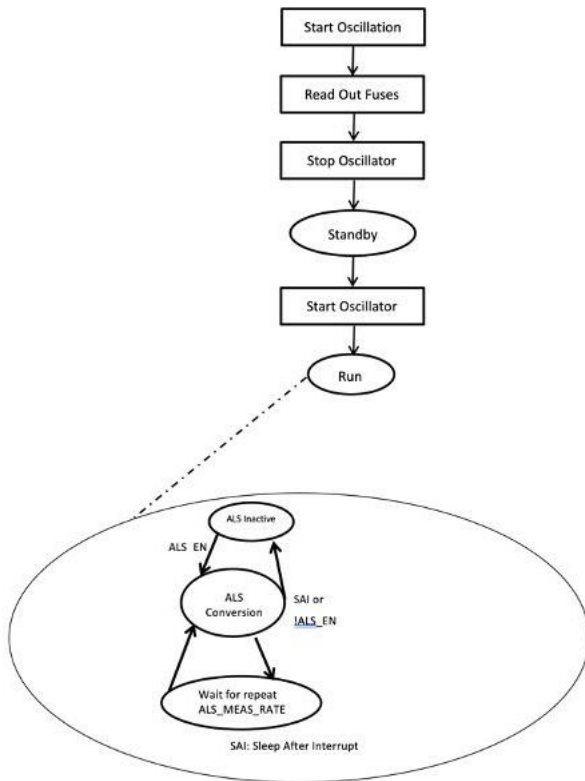 Start Oscillation
Read Out Fuses
Stop Oscillator
Standby
Start Oscillator
Run
ALS Inactive
ALS_EN
ALS
Conversion
SAI or
!ALS_EN
Wait for repeat
ALS_MEAS_RATE
SAI: Sleep After Interrupt